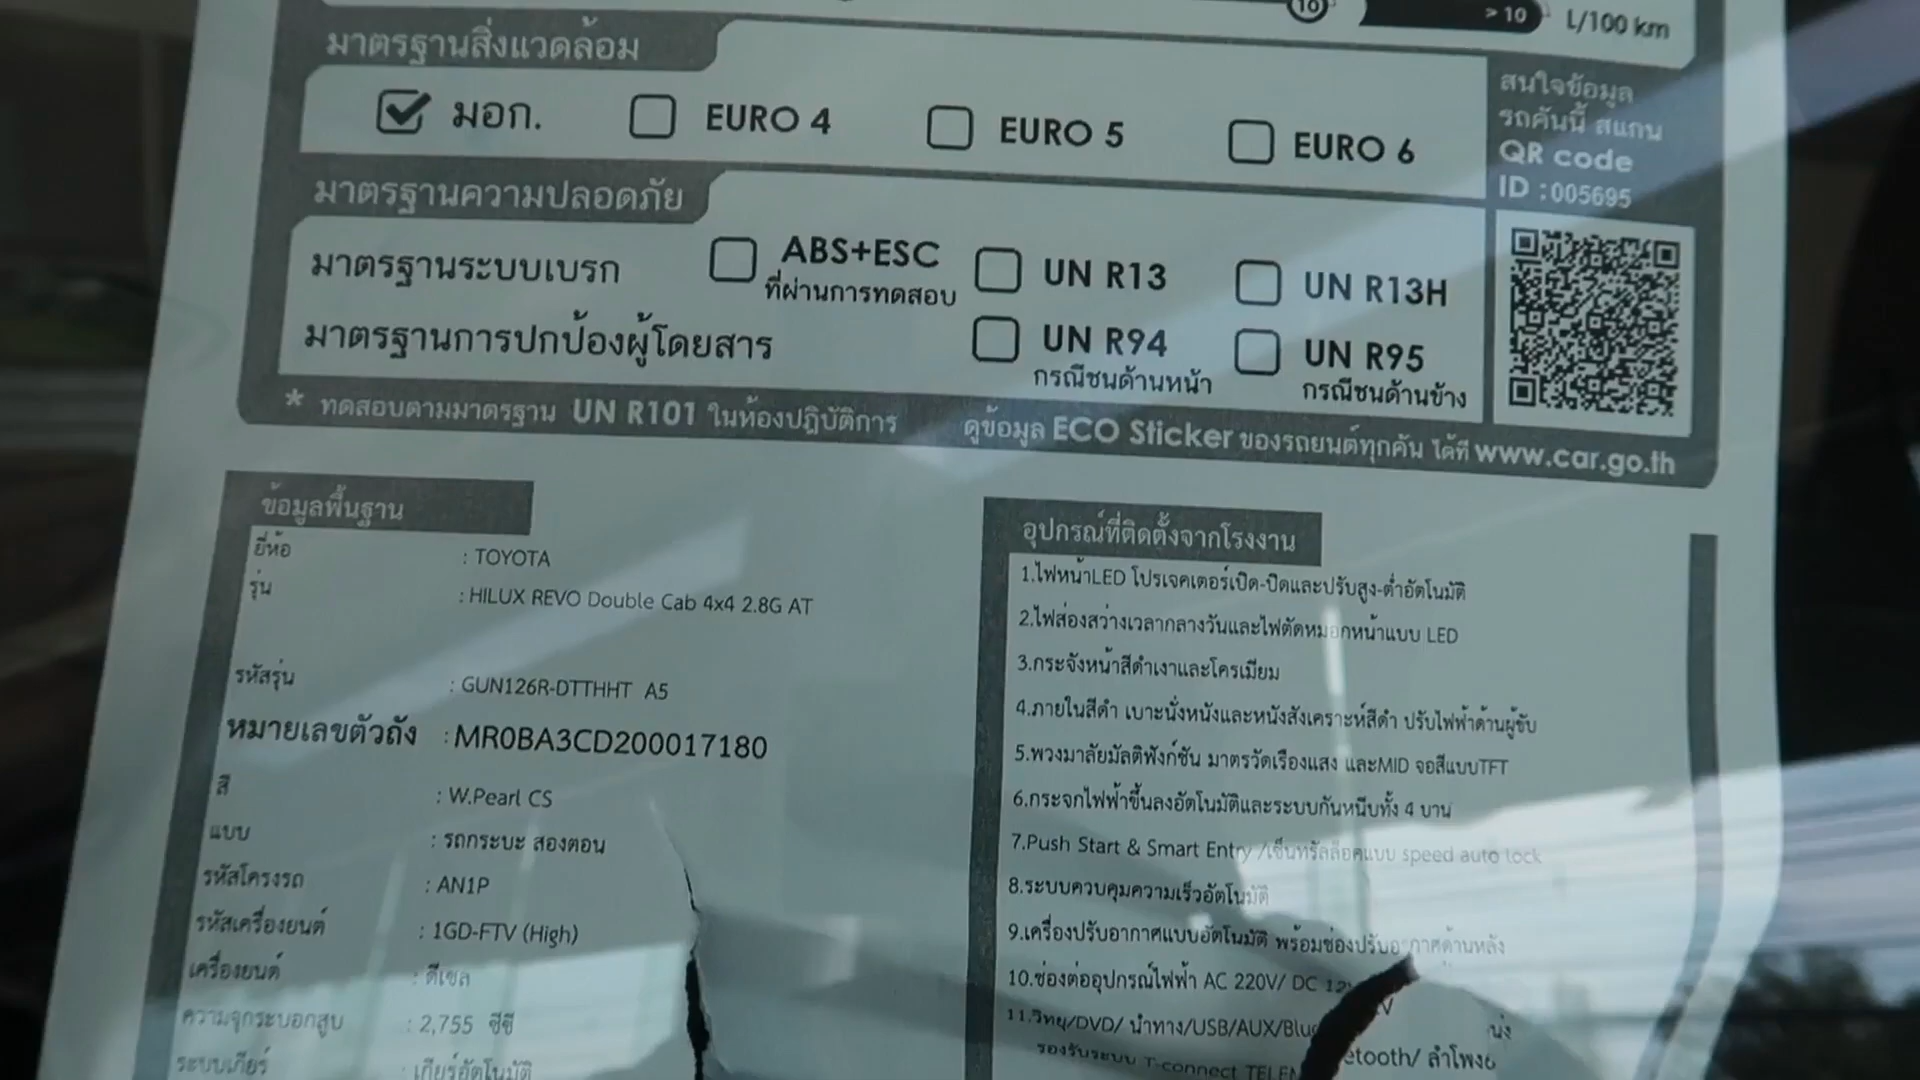 10 > 10 L/100 km
มาตรฐานสิ่งแวดล้อม
มอก. EURO 4 EURO 5 EURO 6
สนใจข้อมูล
รถคันนี้ สแกน
QR code
ID :005695
มาตรฐานความปลอดภัย
มาตรฐานระบบเบรก ABS+ESC UN R13 UN R13H
ที่ผ่านการทดสอบ
มาตรฐานการปกป้องผู้โดยสาร UN R94 UN R95
กรณีชนด้านหน้า กรณีชนด้านข้าง
* ทดสอบตามมาตรฐาน UN R101 ในห้องปฏิบัติการ ดูข้อมูล ECO Sticker ของรถยนต์ทุกคัน ได้ที่ www.car.go.th
ข้อมูลพื้นฐาน
ยี่ห้อ : TOYOTA
รุ่น : HILUX REVO Double Cab 4x4 2.8G AT
รหัสรุ่น : GUN126R-DTTHHT A5
หมายเลขตัวถัง : MR0BA3CD200017180
สี : W.Pearl CS
แบบ : รถกระบะ สองตอน
รหัสโครงรถ : AN1P
รหัสเครื่องยนต์ : 1GD-FTV (High)
เครื่องยนต์ : ดีเซล
ความจุกระบอกสูบ : 2,755 ซีซี
ระบบเกียร์ : เกียร์อัตโนมัติ
อุปกรณ์ที่ติดตั้งจากโรงงาน
1.ไฟหน้าLED โปรเจคเตอร์เปิด-ปิดและปรับสูง-ต่ำอัตโนมัติ
2.ไฟส่องสว่างเวลากลางวันและไฟตัดหมอกหน้าแบบ LED
3.กระจังหน้าสีดำเงาและโครเมียม
4.ภายในสีดำ เบาะนั่งหนังและหนังสังเคราะห์สีดำ ปรับไฟฟ้าด้านผู้ขับ
5.พวงมาลัยมัลติฟังก์ชัน มาตรวัดเรืองแสง และMID จอสีแบบTFT
6.กระจกไฟฟ้าขึ้นลงอัตโนมัติและระบบกันหนีบทั้ง 4 บาน
7.Push Start & Smart Entry /เซ็นทรัลล็อคแบบ speed auto lock
8.ระบบควบคุมความเร็วอัตโนมัติ
9.เครื่องปรับอากาศแบบอัตโนมัติ พร้อมช่องปรับอากาศด้านหลัง
10.ช่องต่ออุปกรณ์ไฟฟ้า AC 220V/ DC 12V
11.วิทยุ/DVD/ นำทาง/USB/AUX/Bluetooth/ ลำโพง6
รองรับระบบ T-connect